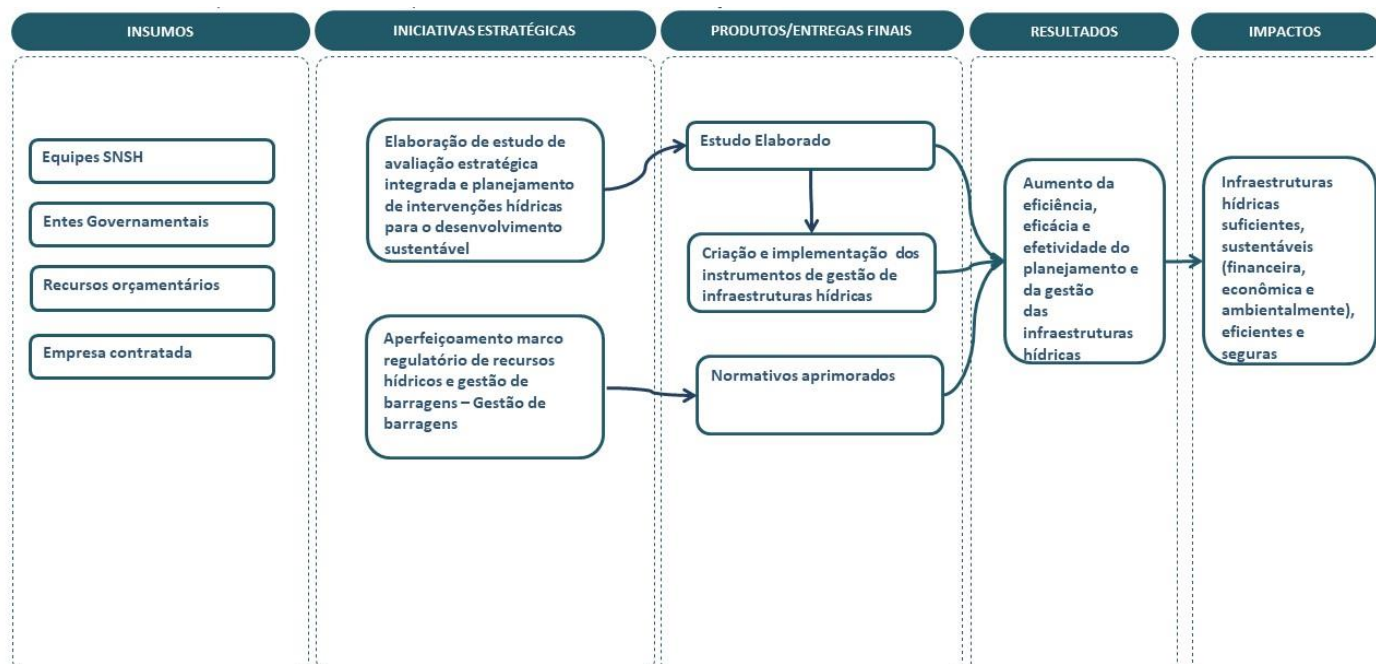 INSUMOS
INICIATIVAS ESTRATÉGICAS
PRODUTOS/ENTREGAS FINAIS
RESULTADOS
IMPACTOS
Equipes SNSH
Entes Governamentais
Recursos orçamentários
Empresa contratada
Elaboração de estudo de
avaliação estratégica
integrada e planejamento
de intervenções hídricas
para o desenvolvimento
sustentável
Aperfeiçoamento marco
regulatório de recursos
hídricos e gestão de
barragens – Gestão de
barragens
Estudo Elaborado
Criação e implementação dos
instrumentos de gestão de
infraestruturas hídricas
Normativos aprimorados
Aumento da
eficiência,
eficácia e
efetividade do
planejamento e
da gestão
das
infraestruturas
hídricas
Infraestruturas
hídricas
suficientes,
sustentáveis
(financeira,
econômica e
ambientalmente),
eficientes e
seguras